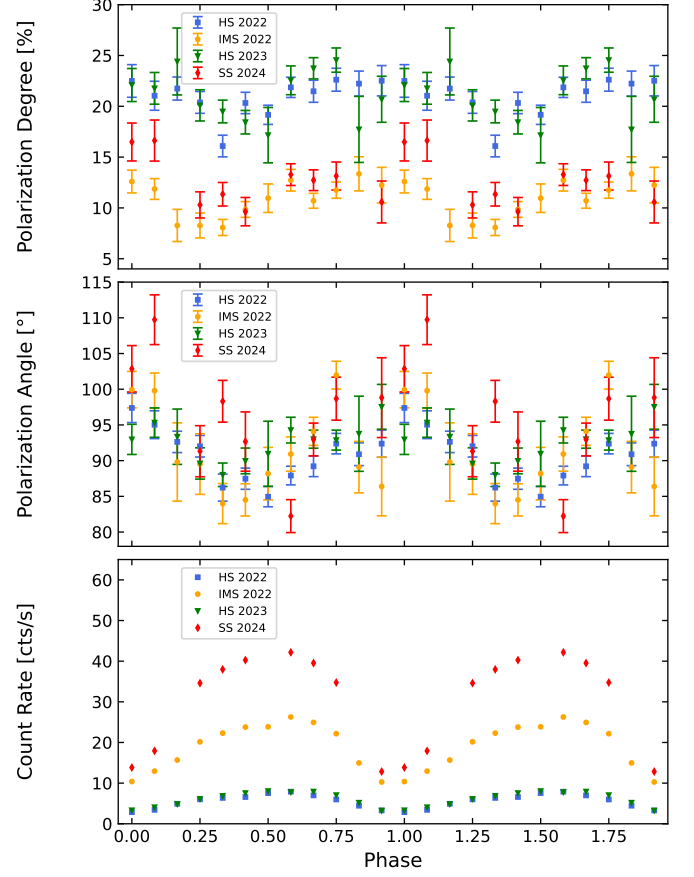 30
25
20
15
10
5
Polarization Degree [%]
HS 2022
IMS 2022
HS 2023
SS 2024
115
110
105
100
95
90
85
80
Polarization Angle [°]
HS 2022
IMS 2022
HS 2023
SS 2024
60
50
40
30
20
10
0
Count Rate [cts/s]
HS 2022
IMS 2022
HS 2023
SS 2024
0.00 0.25 0.50 0.75 1.00 1.25 1.50 1.75
Phase